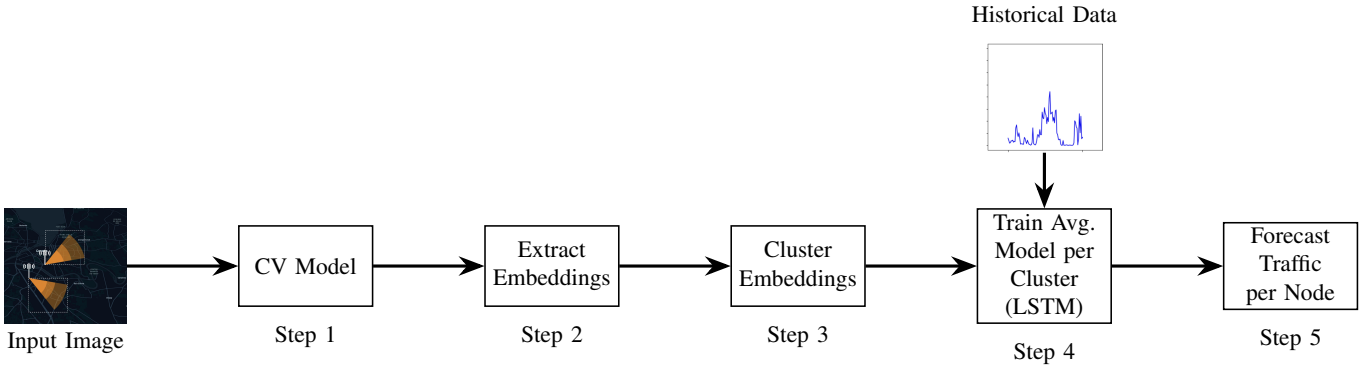 Historical Data
Input Image
CV Model
Step 1
Extract
Embeddings
Step 2
Cluster
Embeddings
Step 3
Train Avg.
Model per
Cluster
(LSTM)
Step 4
Forecast
Traffic
per Node
Step 5